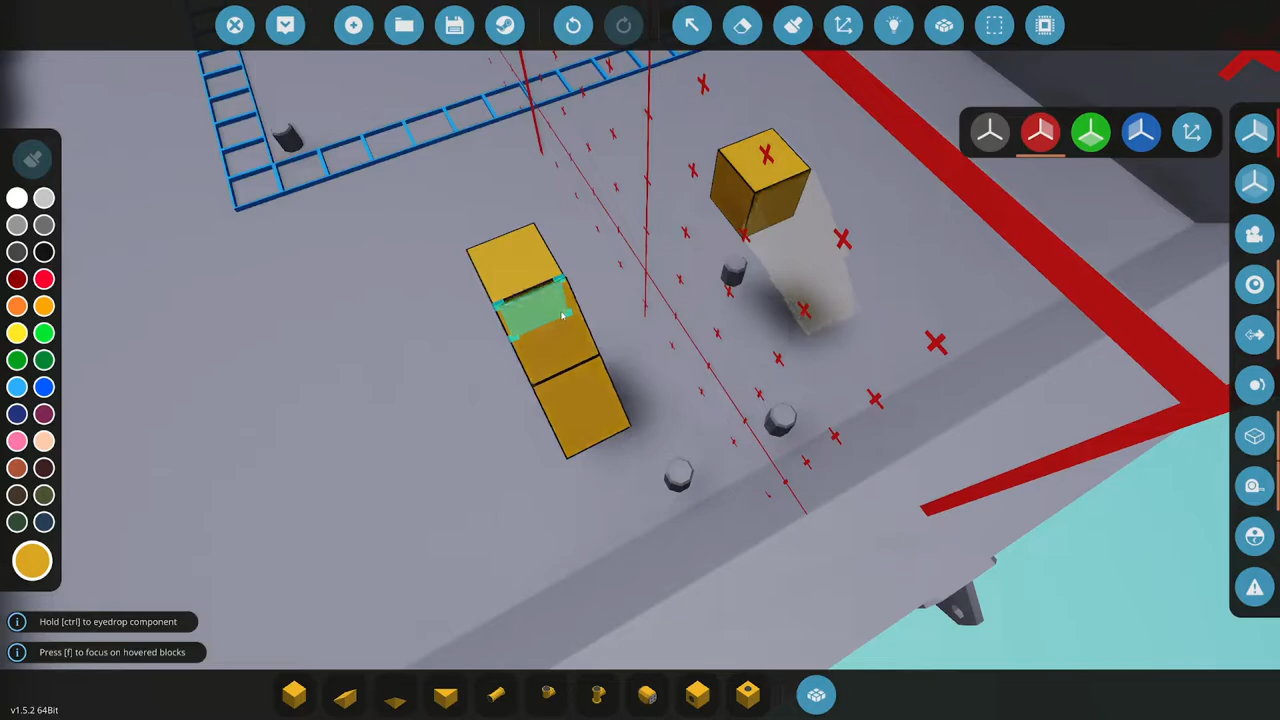 Hold [ctrl] to eyedrop component
Press [f] to focus on hovered blocks
v1.5.2 64Bit